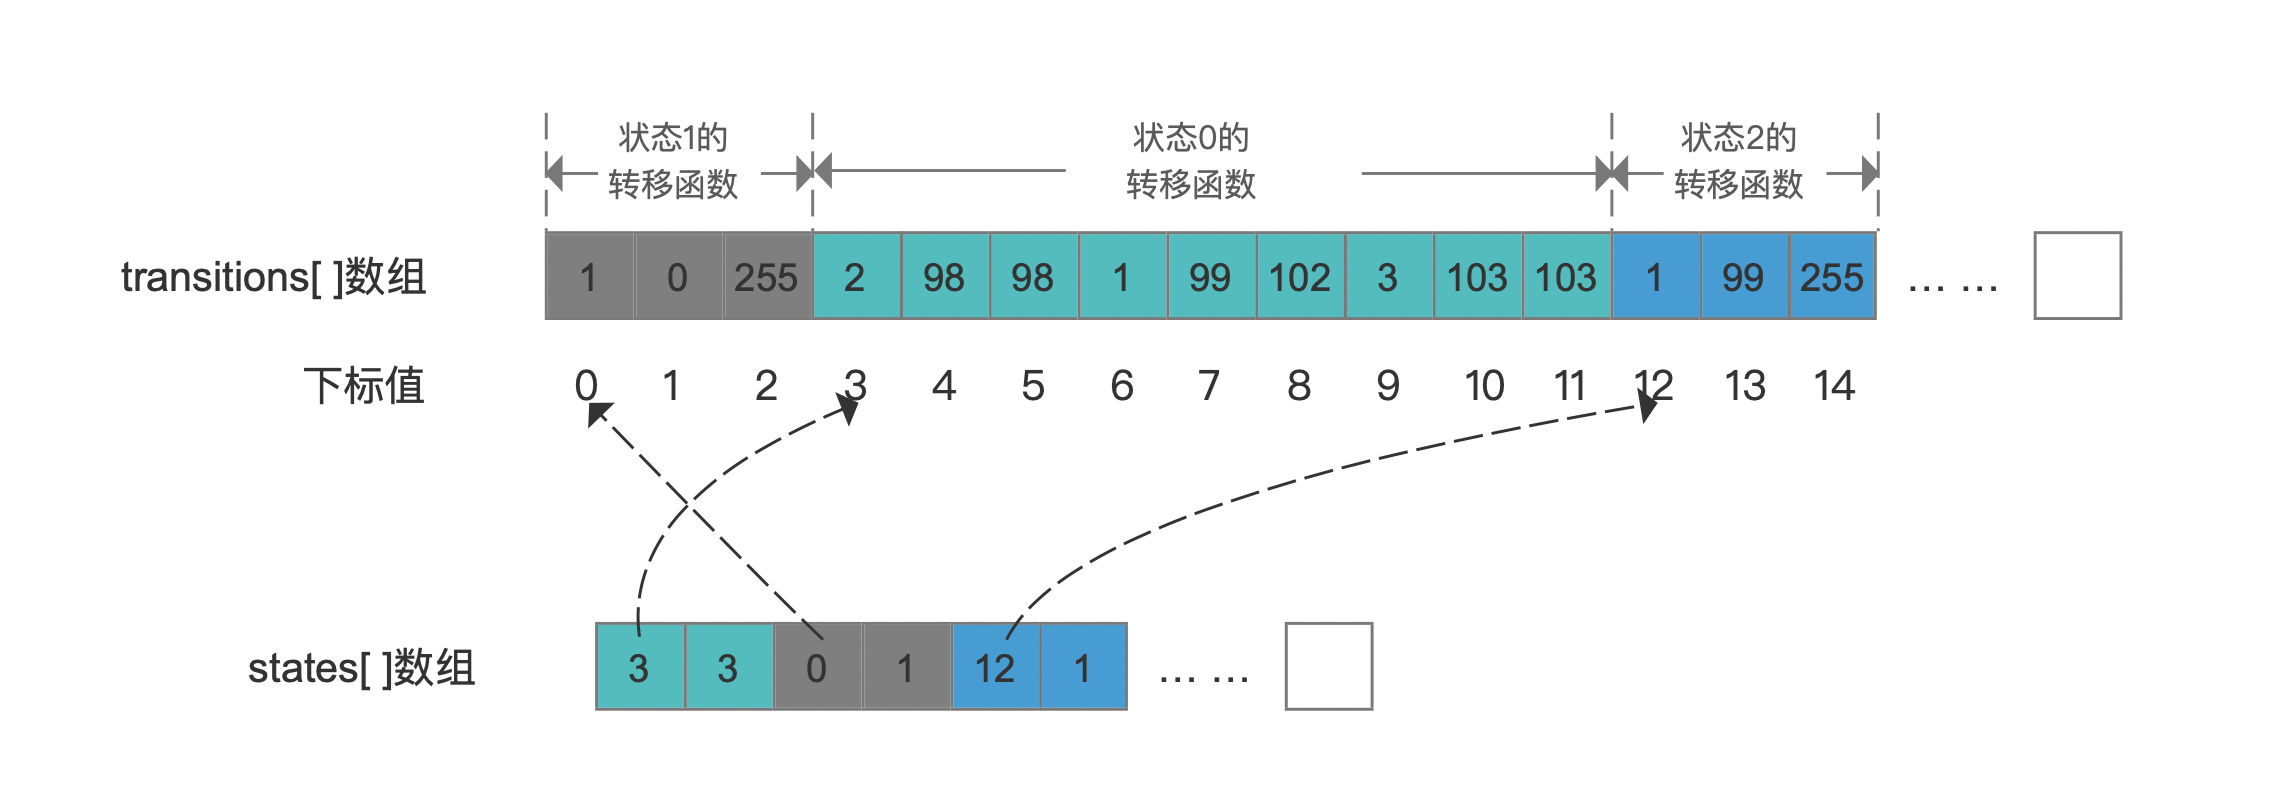 状态1的
转移函数
状态0的
转移函数
状态2的
转移函数
transitions[ ]数组
1 0 255 2 98 98 1 99 102 3 103 103 1 99 255 ... ...
下标值
0 1 2 3 4 5 6 7 8 9 10 11 12 13 14
states[ ]数组
3 3 0 1 12 1 ... ...